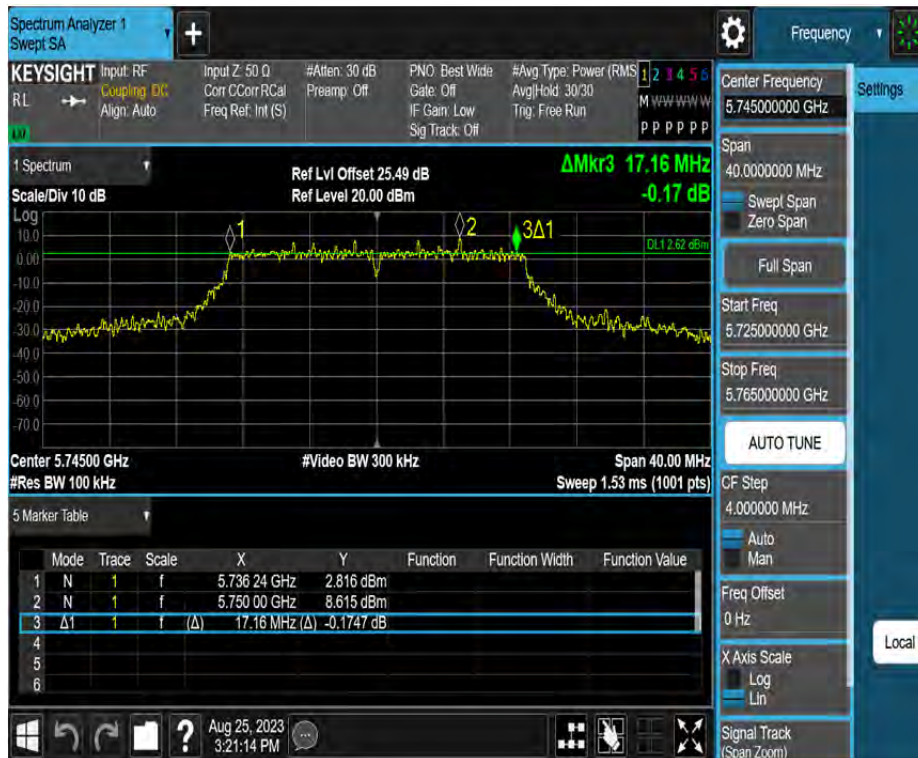 Spectrum Analyzer 1
Swept SA
+
Frequency
KEYSIGHT
RL
Input: RF
Coupling: DC
Align: Auto
Input Z: 50 Ω
Corr CCorr RCal
Freq Ref: Int (S)
#Atten: 30 dB
Preamp: Off
PNO: Best Wide
Gate: Off
IF Gain: Low
Sig Track: Off
#Avg Type: Power (RMS
Avg|Hold: 30/30
Trig: Free Run
1 2 3 4 5 6
M W W W W W
P P P P P P
Center Frequency
5.745000000 GHz
Settings
Span
40.0000000 MHz
Swept Span
Zero Span
Full Span
Start Freq
5.725000000 GHz
Stop Freq
5.765000000 GHz
AUTO TUNE
CF Step
4.000000 MHz
Auto
Man
Freq Offset
0 Hz
X Axis Scale
Log
Lin
Signal Track
(Span Zoom)
Local
1 Spectrum
Scale/Div 10 dB
Ref Lvl Offset 25.49 dB
Ref Level 20.00 dBm
ΔMkr3 17.16 MHz
-0.17 dB
Log
10.0
0.00
-10.0
-20.0
-30.0
-40.0
-50.0
-60.0
-70.0
1
2
3Δ1
DL1 2.62 dBm
Center 5.74500 GHz
#Video BW 300 kHz
Span 40.00 MHz
#Res BW 100 kHz
Sweep 1.53 ms (1001 pts)
5 Marker Table
Mode Trace Scale X Y Function Function Width Function Value
1 N 1 f 5.736 24 GHz 2.816 dBm
2 N 1 f 5.750 00 GHz 8.615 dBm
3 Δ1 1 f (Δ) 17.16 MHz (Δ) -0.1747 dB
4
5
6
?
Aug 25, 2023
3:21:14 PM